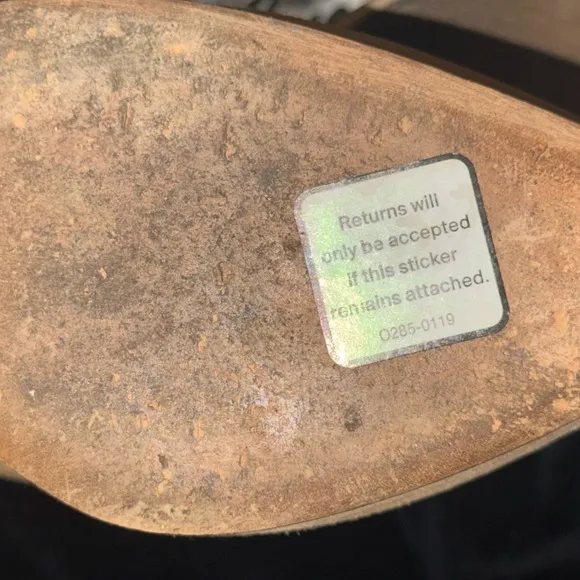 Returns will
only be accepted
if this sticker
remains attached.
O285-0119